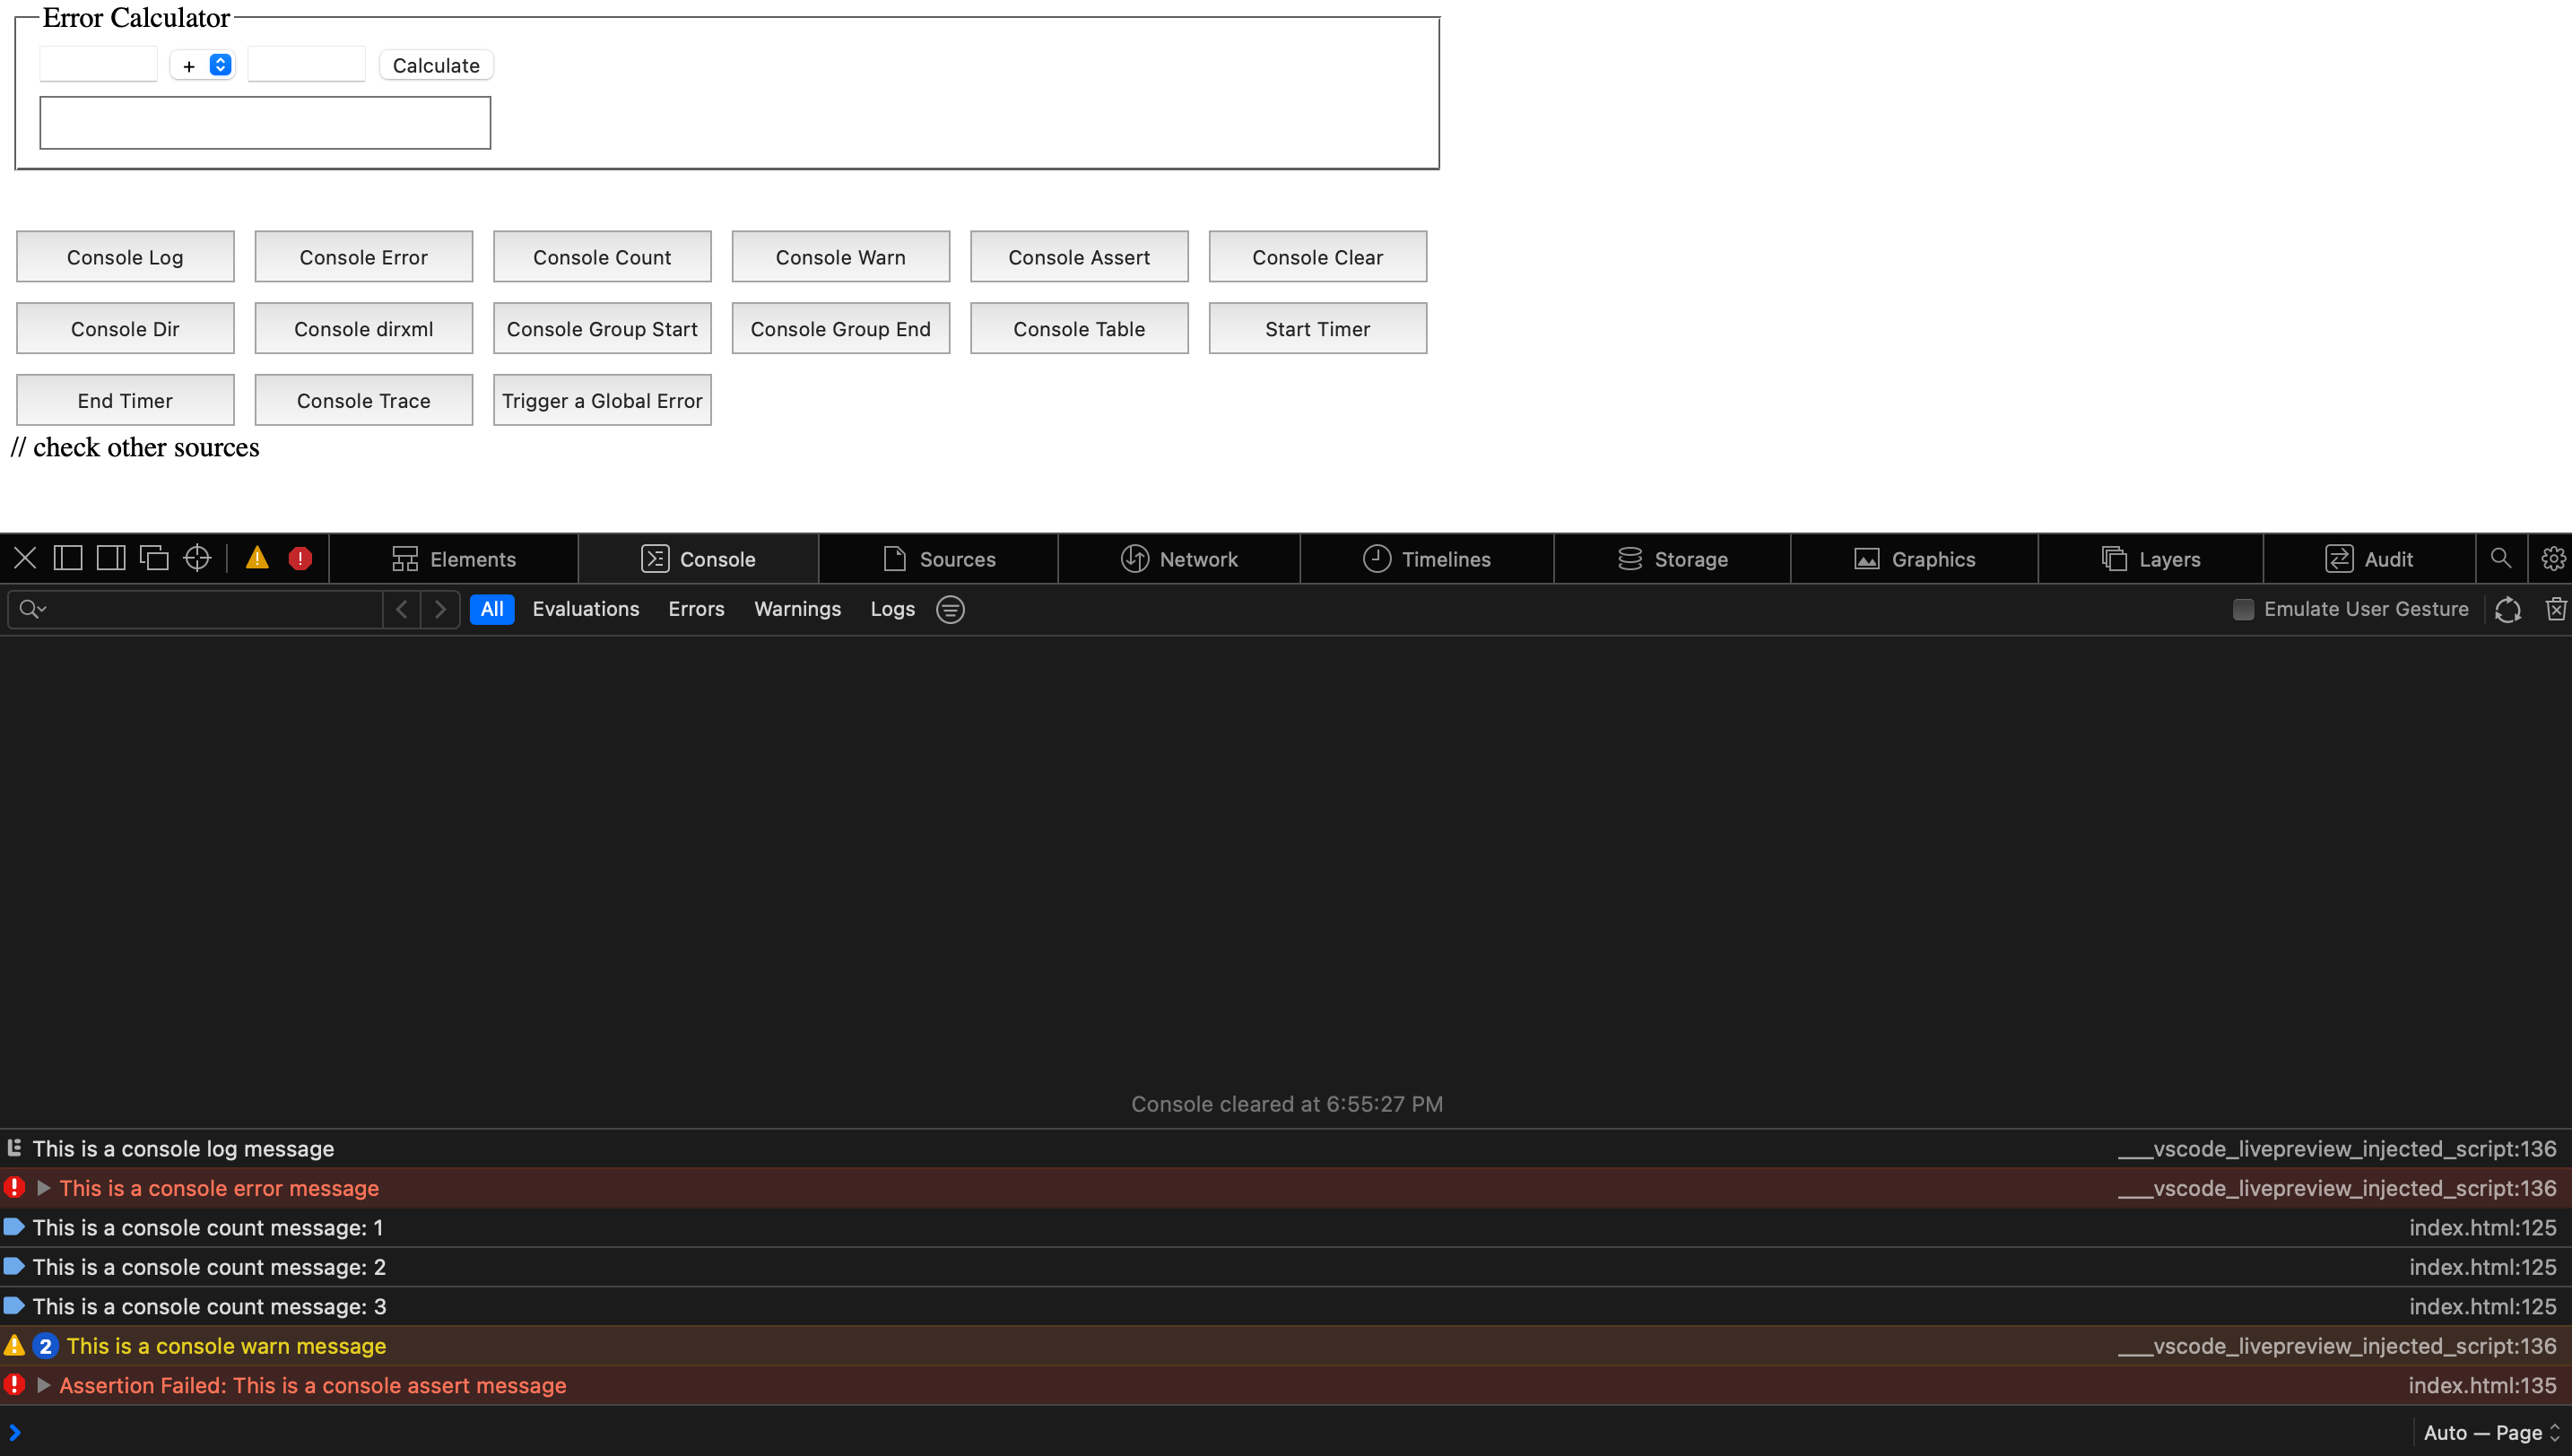 Error Calculator
+ Calculate
Console Log Console Error Console Count Console Warn Console Assert Console Clear
Console Dir Console dirxml Console Group Start Console Group End Console Table Start Timer
End Timer Console Trace Trigger a Global Error
// check other sources
Elements Console Sources Network Timelines Storage Graphics Layers Audit
All Evaluations Errors Warnings Logs Emulate User Gesture
Console cleared at 6:55:27 PM
This is a console log message ___vscode_livepreview_injected_script:136
This is a console error message ___vscode_livepreview_injected_script:136
This is a console count message: 1 index.html:125
This is a console count message: 2 index.html:125
This is a console count message: 3 index.html:125
2 This is a console warn message ___vscode_livepreview_injected_script:136
Assertion Failed: This is a console assert message index.html:135
Auto — Page